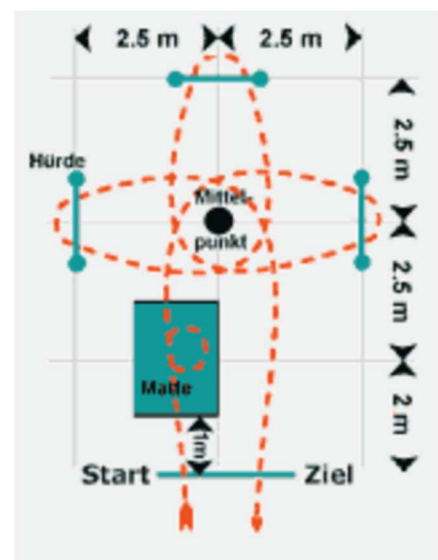 2.5 m
2.5 m
2.5 m
Hürde
Mittel-
punkt
2.5 m
Matte
2 m
1m
Start
Ziel